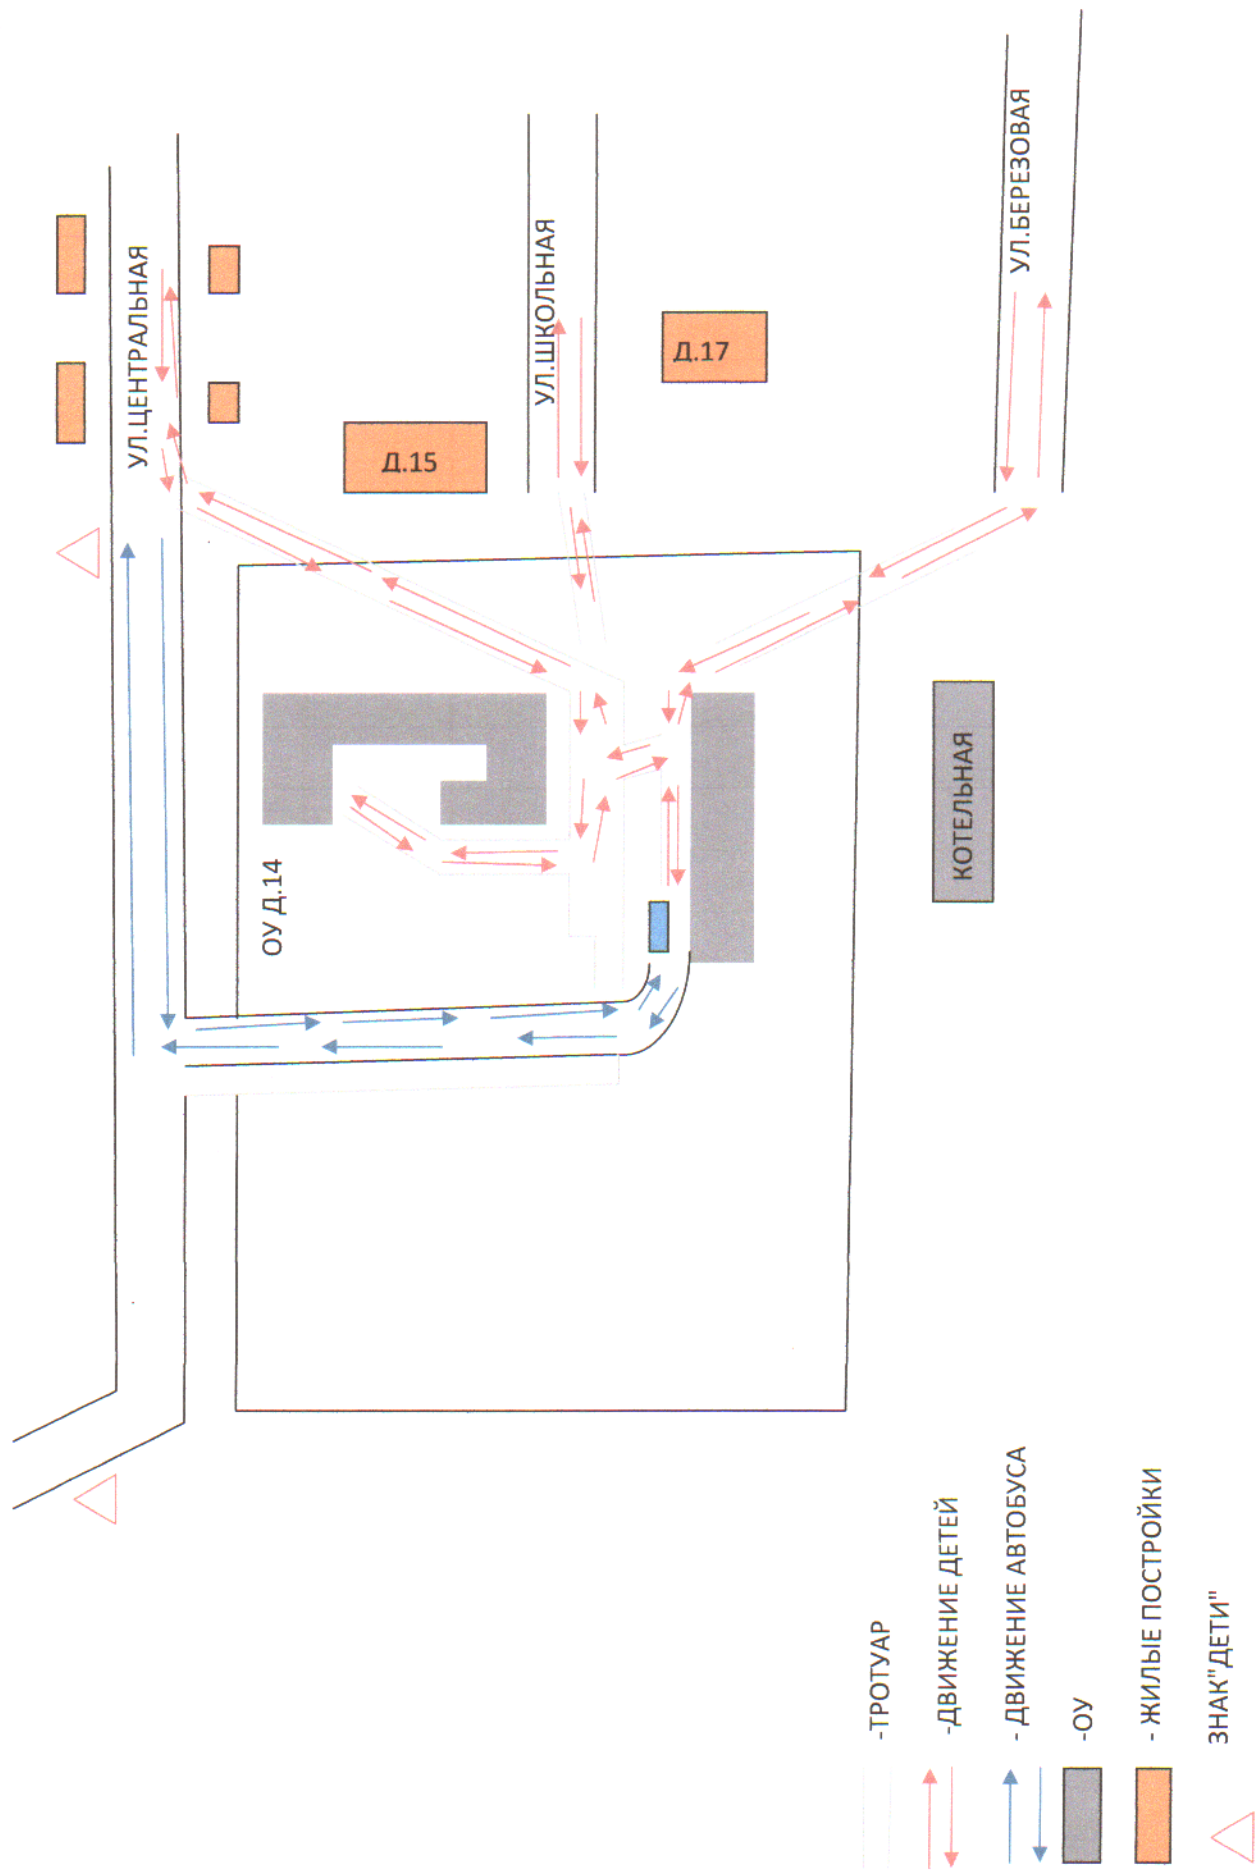 УЛ.ЦЕНТРАЛЬНАЯ
УЛ.ШКОЛЬНАЯ
УЛ.БЕРЕЗОВАЯ
Д.15
Д.17
ОУ Д.14
КОТЕЛЬНАЯ
-ТРОТУАР
-ДВИЖЕНИЕ ДЕТЕЙ
- ДВИЖЕНИЕ АВТОБУСА
-ОУ
- ЖИЛЫЕ ПОСТРОЙКИ
ЗНАК"ДЕТИ"